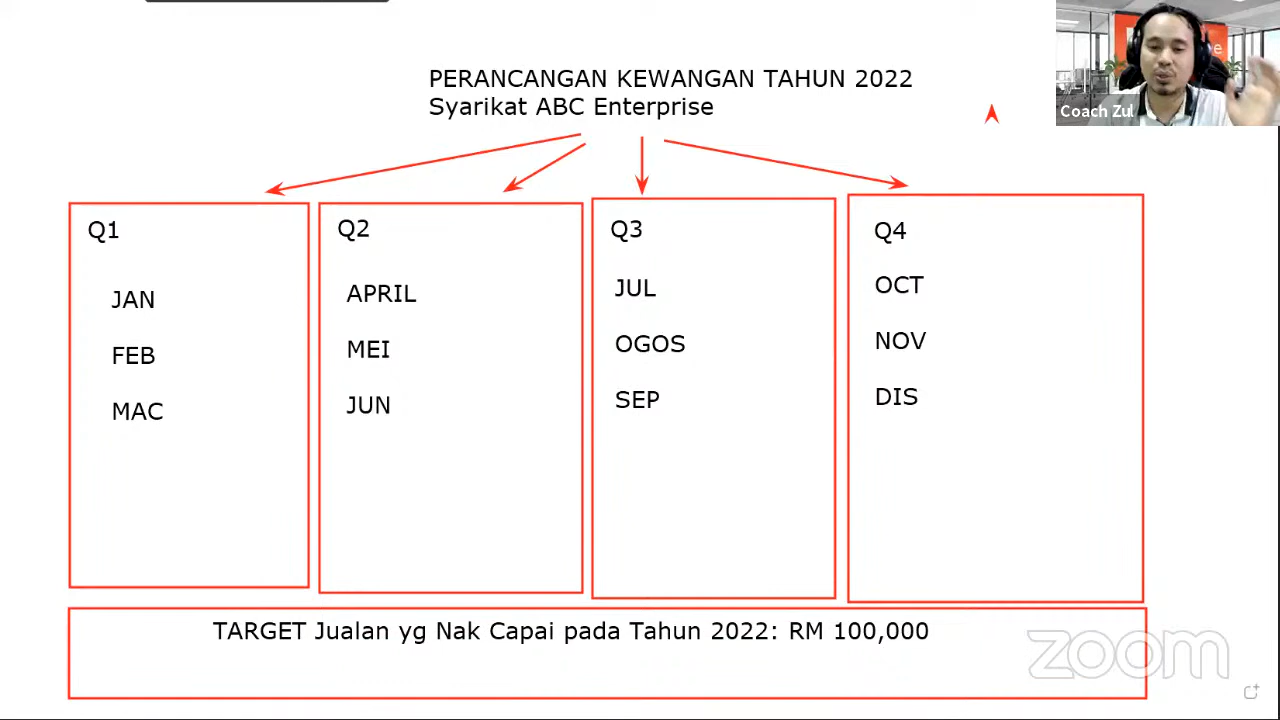 PERANCANGAN KEWANGAN TAHUN 2022
Syarikat ABC Enterprise
Coach Zul
Q1
JAN
FEB
MAC
Q2
APRIL
MEI
JUN
Q3
JUL
OGOS
SEP
Q4
OCT
NOV
DIS
TARGET Jualan yg Nak Capai pada Tahun 2022: RM 100,000
zoom